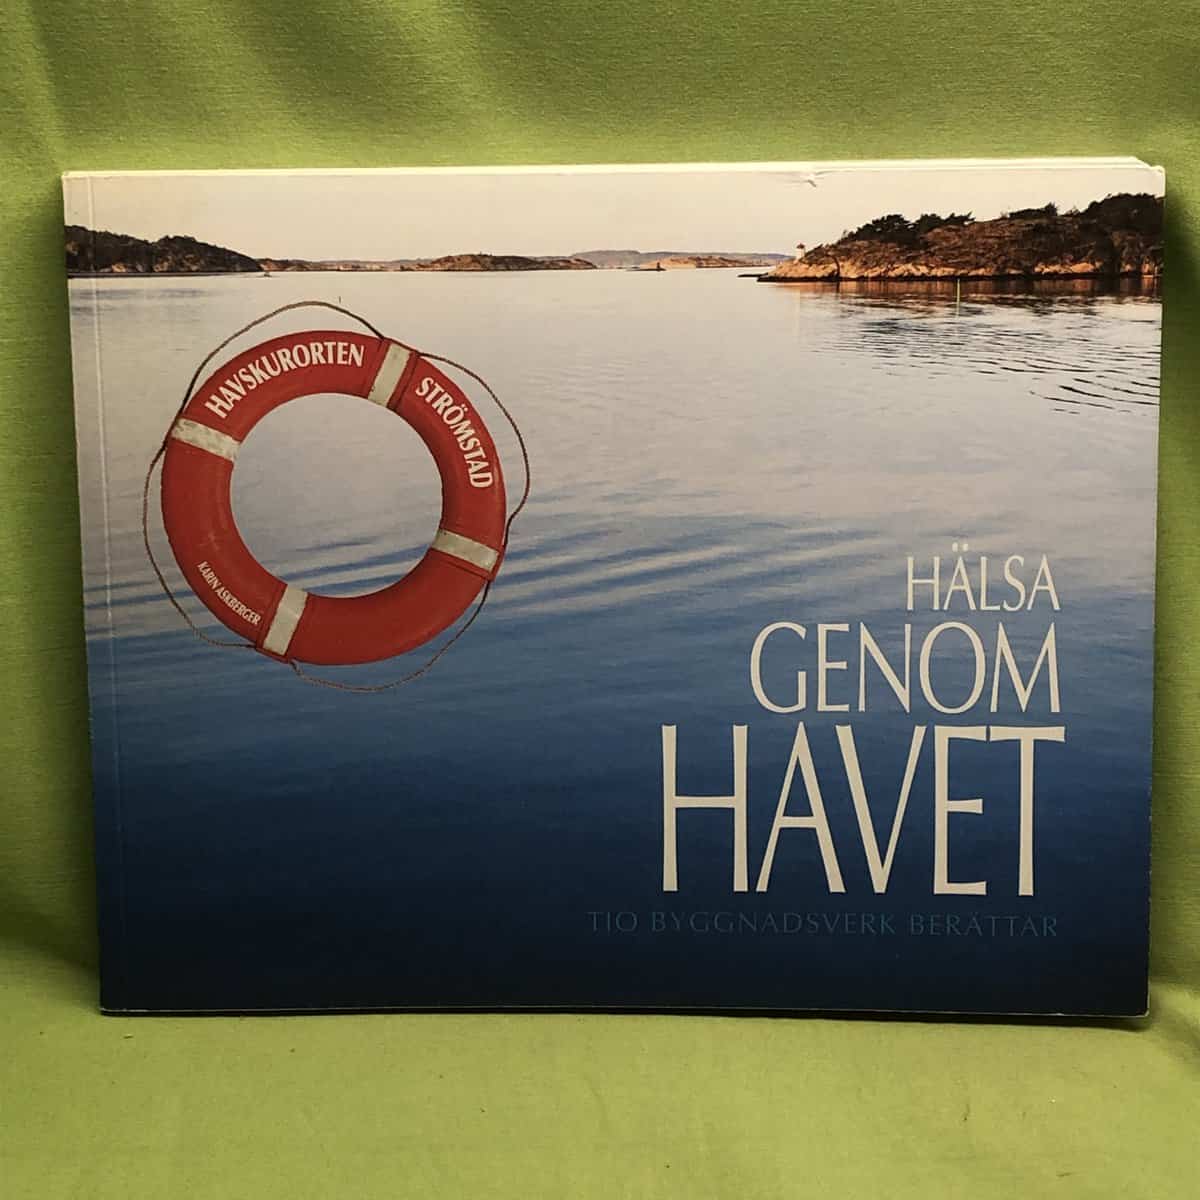 HAVSKURORTEN
STRÖMSTAD
KARIN ASKBERGER
HÄLSA
GENOM
HAVET
TIO BYGGNADSVERK BERÄTTAR